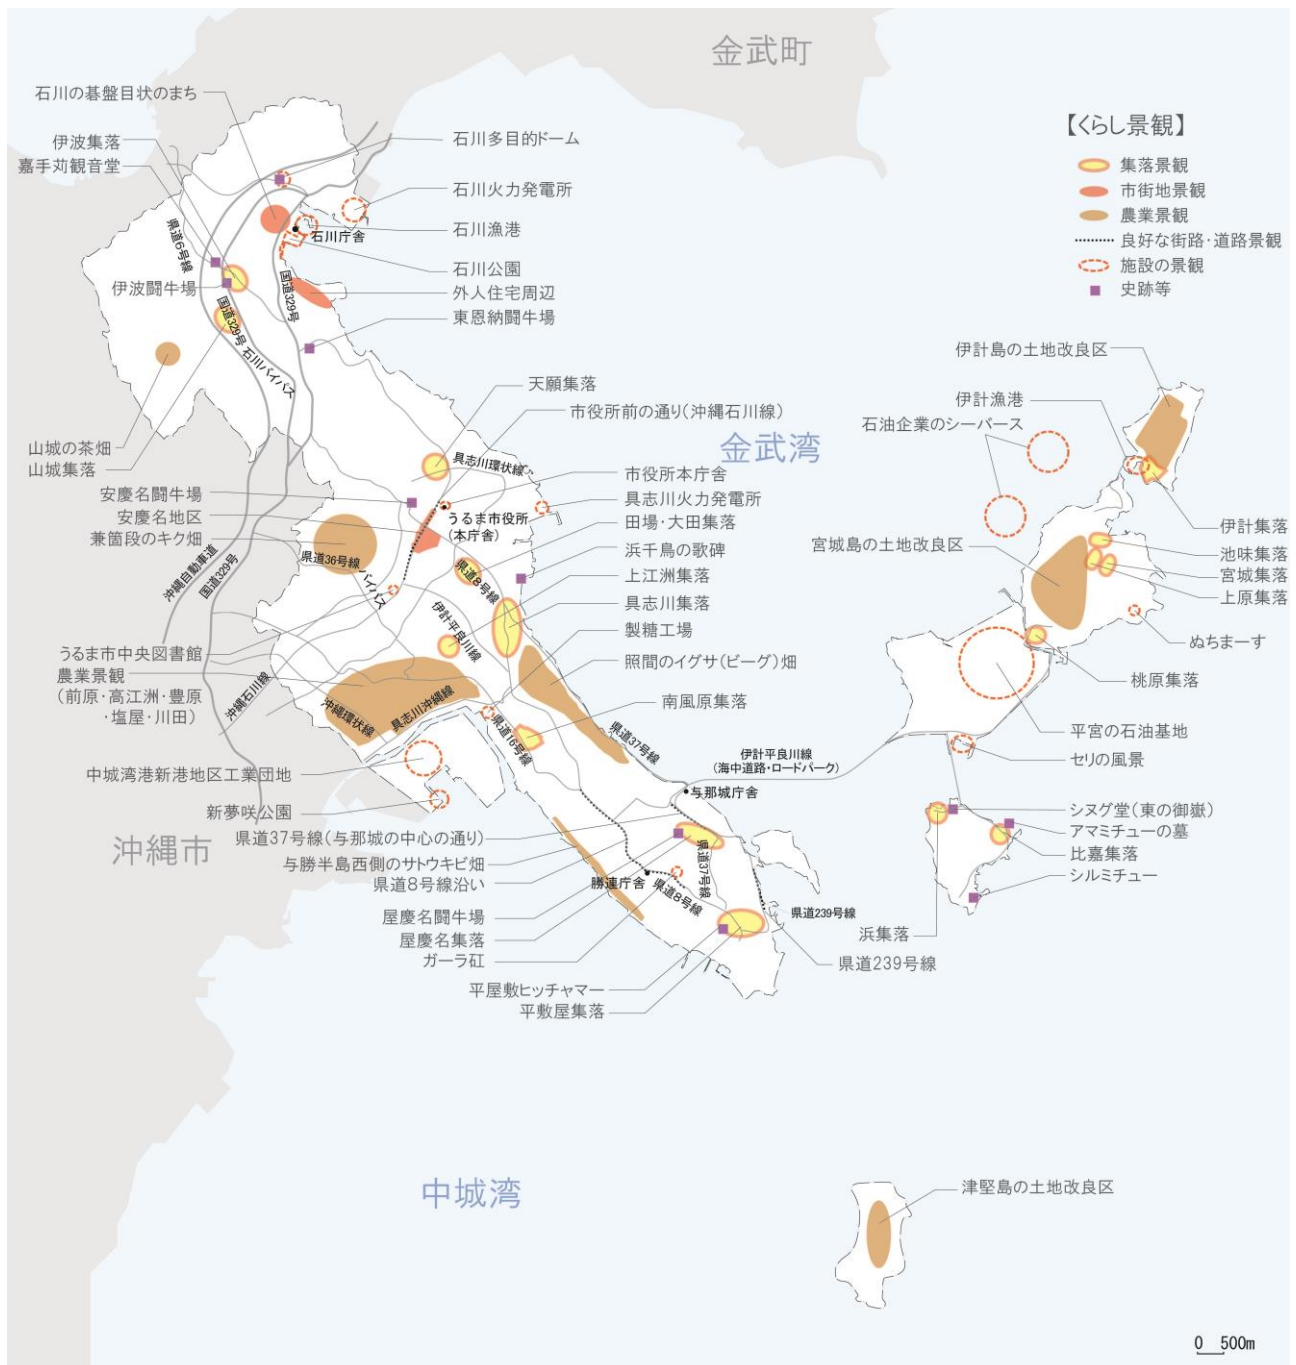 金武町
【くらし景観】
集落景観
市街地景観
農業景観
良好な街路・道路景観
施設の景観
史跡等
石川の碁盤目状のまち
伊波集落
嘉手苅観音堂
石川多目的ドーム
石川火力発電所
石川漁港
石川庁舎
石川公園
外人住宅周辺
東恩納闘牛場
県道6号線
国道329号
伊波闘牛場
国道329号 石川バイパス
山城の茶畑
山城集落
天願集落
市役所前の通り(沖縄石川線)
金武湾
具志川環状線
市役所本庁舎
具志川火力発電所
うるま市役所
(本庁舎)
田場・大田集落
浜千鳥の歌碑
上江洲集落
具志川集落
製糖工場
照間のイグサ(ビーグ)畑
南風原集落
安慶名闘牛場
安慶名地区
兼箇段のキク畑
沖縄自動車道
国道329号
県道36号線
バイパス
県道8号線
伊計平良川線
うるま市中央図書館
農業景観
(前原・高江洲・豊原
・塩屋・川田)
沖縄石川線
沖縄環状線
具志川沖縄線
県道16号線
県道37号線
中城湾港新港地区工業団地
新夢咲公園
沖縄市
伊計平良川線
(海中道路・ロードパーク)
与那城庁舎
県道37号線(与那城の中心の通り)
与勝半島西側のサトウキビ畑
県道8号線沿い
勝連庁舎
県道8号線
県道37号線
屋慶名闘牛場
屋慶名集落
ガーラ矼
平屋敷ヒッチャマー
平敷屋集落
県道239号線
県道239号線
伊計島の土地改良区
伊計漁港
石油企業のシーバース
伊計集落
池味集落
宮城集落
上原集落
宮城島の土地改良区
ぬちまーす
桃原集落
平宮の石油基地
セリの風景
シヌグ堂(東の御嶽)
アマミチューの墓
比嘉集落
シルミチュー
浜集落
中城湾
津堅島の土地改良区
0 500m